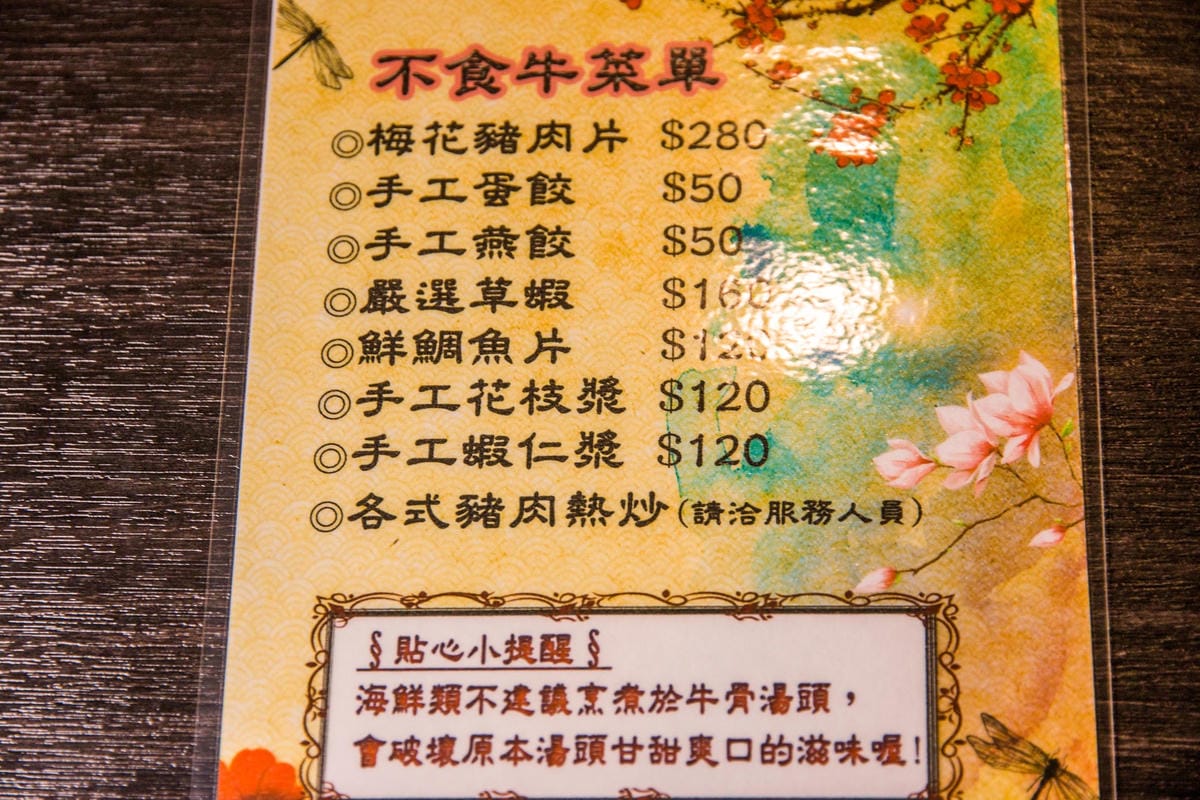 不食牛菜單
◎梅花豬肉片 $280
◎手工蛋餃 $50
◎手工燕餃 $50
◎嚴選草蝦 $160
◎鮮鯛魚片 $120
◎手工花枝漿 $120
◎手工蝦仁漿 $120
◎各式豬肉熱炒(請洽服務人員)
§貼心小提醒§
海鮮類不建議烹煮於牛骨湯頭，
會破壞原本湯頭甘甜爽口的滋味喔!